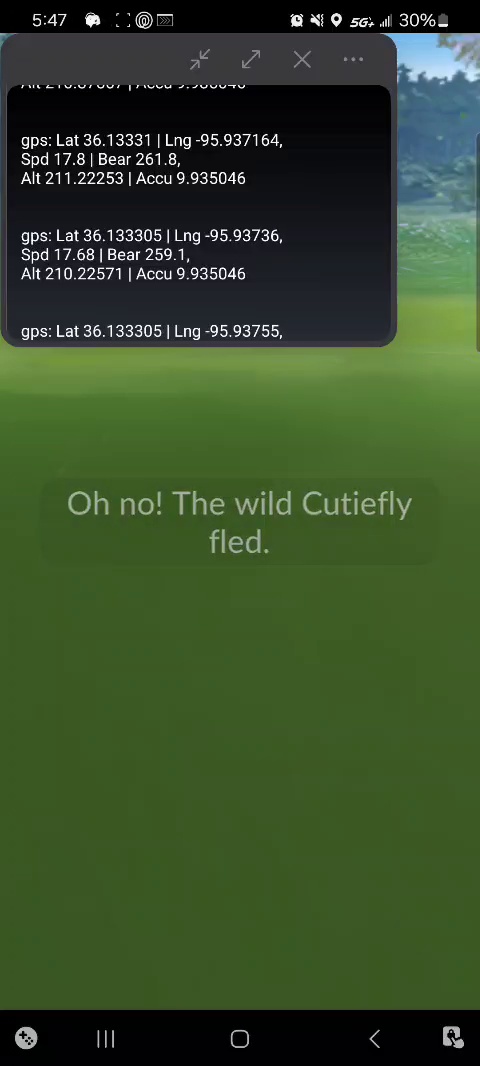 5:47
5G+ 30%
gps: Lat 36.13331 | Lng -95.937164,
Spd 17.8 | Bear 261.8,
Alt 211.22253 | Accu 9.935046
gps: Lat 36.133305 | Lng -95.93736,
Spd 17.68 | Bear 259.1,
Alt 210.22571 | Accu 9.935046
gps: Lat 36.133305 | Lng -95.93755,
Oh no! The wild Cutiefly
fled.